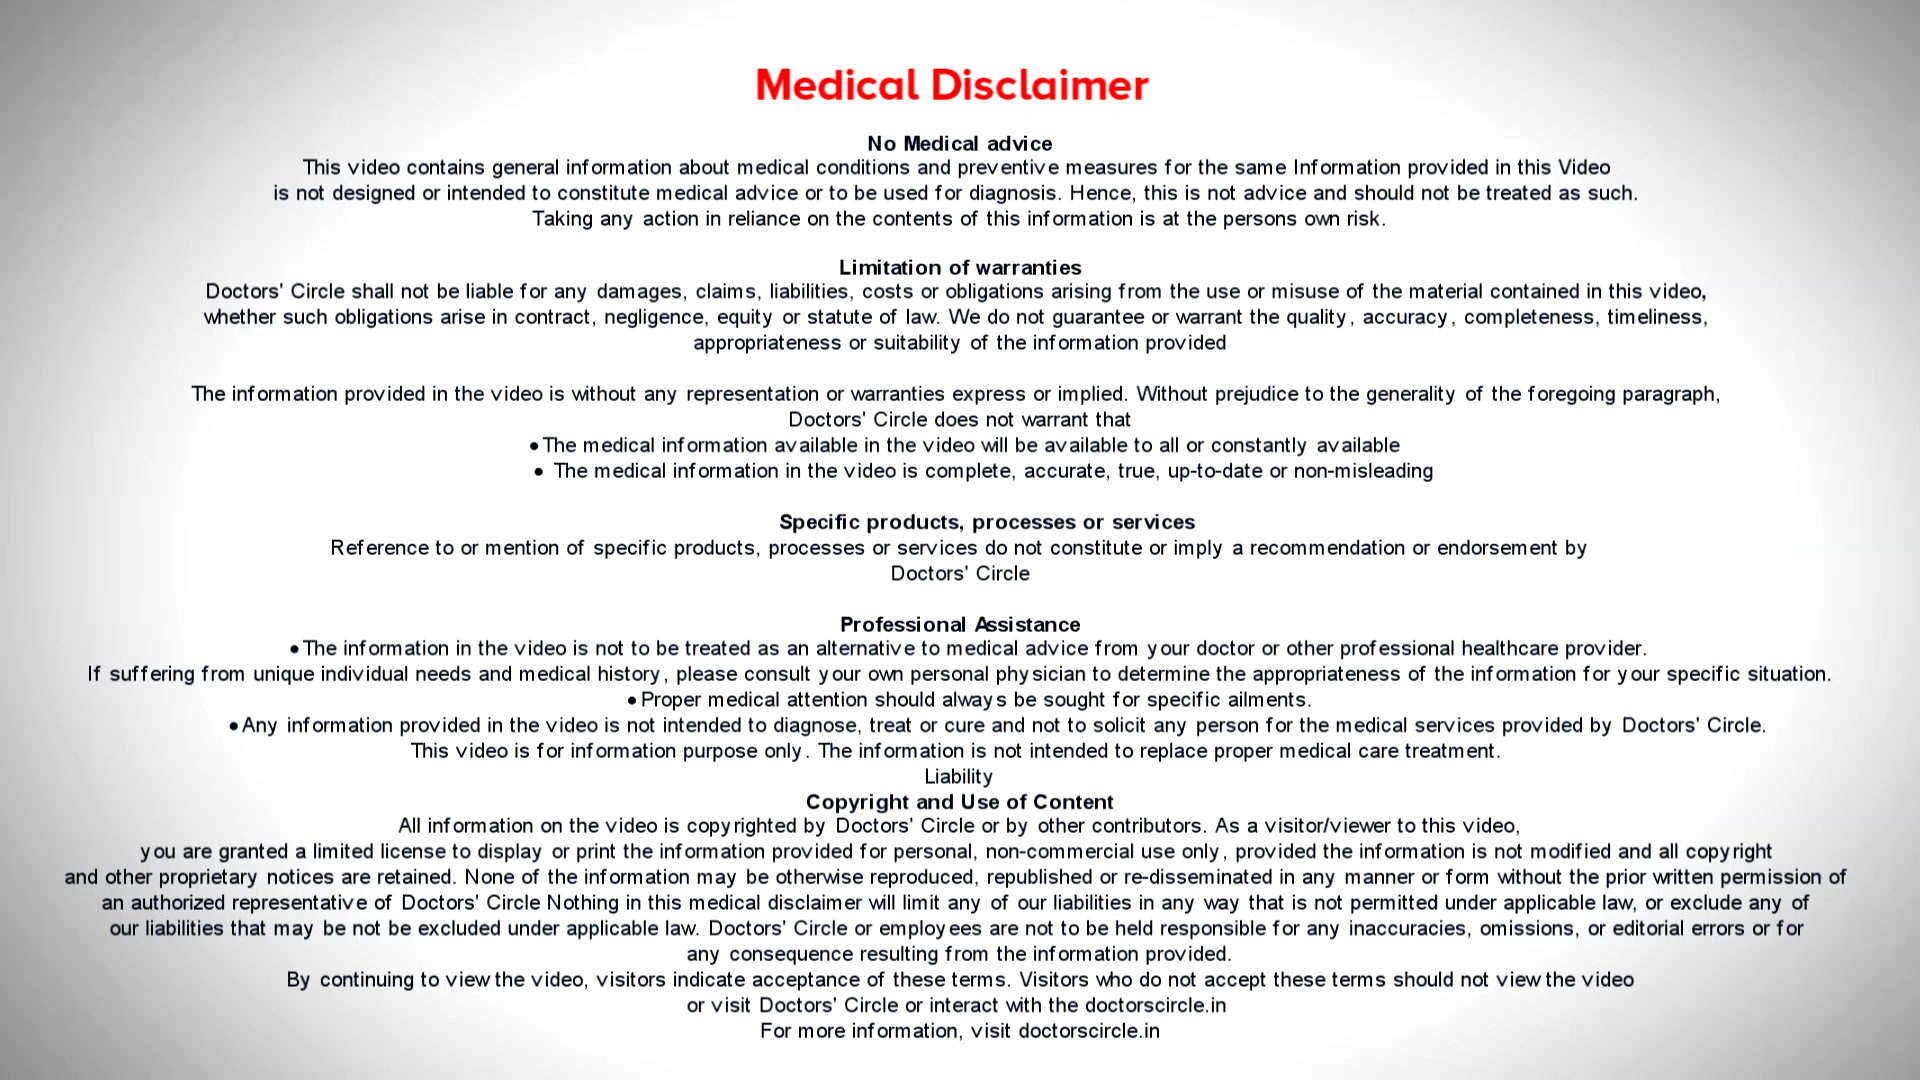 Medical Disclaimer
No Medical advice
This video contains general information about medical conditions and preventive measures for the same Information provided in this Video
is not designed or intended to constitute medical advice or to be used for diagnosis. Hence, this is not advice and should not be treated as such.
Taking any action in reliance on the contents of this information is at the persons own risk.
Limitation of warranties
Doctors' Circle shall not be liable for any damages, claims, liabilities, costs or obligations arising from the use or misuse of the material contained in this video,
whether such obligations arise in contract, negligence, equity or statute of law. We do not guarantee or warrant the quality, accuracy, completeness, timeliness,
appropriateness or suitability of the information provided
The information provided in the video is without any representation or warranties express or implied. Without prejudice to the generality of the foregoing paragraph,
Doctors' Circle does not warrant that
• The medical information available in the video will be available to all or constantly available
• The medical information in the video is complete, accurate, true, up-to-date or non-misleading
Specific products, processes or services
Reference to or mention of specific products, processes or services do not constitute or imply a recommendation or endorsement by
Doctors' Circle
Professional Assistance
• The information in the video is not to be treated as an alternative to medical advice from your doctor or other professional healthcare provider.
If suffering from unique individual needs and medical history, please consult your own personal physician to determine the appropriateness of the information for your specific situation.
• Proper medical attention should always be sought for specific ailments.
• Any information provided in the video is not intended to diagnose, treat or cure and not to solicit any person for the medical services provided by Doctors' Circle.
This video is for information purpose only. The information is not intended to replace proper medical care treatment.
Liability
Copyright and Use of Content
All information on the video is copyrighted by Doctors' Circle or by other contributors. As a visitor/viewer to this video,
you are granted a limited license to display or print the information provided for personal, non-commercial use only, provided the information is not modified and all copyright
and other proprietary notices are retained. None of the information may be otherwise reproduced, republished or re-disseminated in any manner or form without the prior written permission of
an authorized representative of Doctors' Circle Nothing in this medical disclaimer will limit any of our liabilities in any way that is not permitted under applicable law, or exclude any of
our liabilities that may be not be excluded under applicable law. Doctors' Circle or employees are not to be held responsible for any inaccuracies, omissions, or editorial errors or for
any consequence resulting from the information provided.
By continuing to view the video, visitors indicate acceptance of these terms. Visitors who do not accept these terms should not view the video
or visit Doctors' Circle or interact with the doctorscircle.in
For more information, visit doctorscircle.in